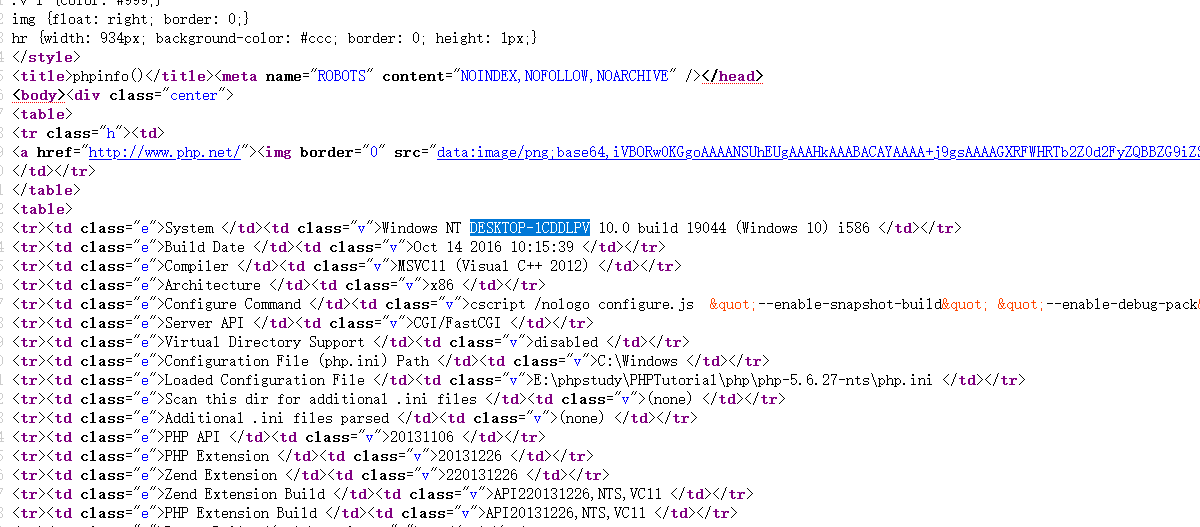 .v i {color: #999;}
img {float: right; border: 0;}
hr {width: 934px; background-color: #ccc; border: 0; height: 1px;}
</style>
<title>phpinfo()</title><meta name="ROBOTS" content="NOINDEX,NOFOLLOW,NOARCHIVE" /></head>
<body><div class="center">
<table>
<tr class="h"><td>
<a href="http://www.php.net/"><img border="0" src="data:image/png;base64,iVBORw0KGgoAAAANSUhEUgAAAHkAAABACAYAAAA+j9gsAAAAGXRFWHRTb2Z0d2FyZQBBZG9iZS
</td></tr>
</table>
<table>
<tr><td class="e">System </td><td class="v">Windows NT DESKTOP-1CDDLPV 10.0 build 19044 (Windows 10) i586 </td></tr>
<tr><td class="e">Build Date </td><td class="v">Oct 14 2016 10:15:39 </td></tr>
<tr><td class="e">Compiler </td><td class="v">MSVC11 (Visual C++ 2012) </td></tr>
<tr><td class="e">Architecture </td><td class="v">x86 </td></tr>
<tr><td class="e">Configure Command </td><td class="v">cscript /nologo configure.js  &quot;--enable-snapshot-build&quot; &quot;--enable-debug-pack&
<tr><td class="e">Server API </td><td class="v">CGI/FastCGI </td></tr>
<tr><td class="e">Virtual Directory Support </td><td class="v">disabled </td></tr>
<tr><td class="e">Configuration File (php.ini) Path </td><td class="v">C:\Windows </td></tr>
<tr><td class="e">Loaded Configuration File </td><td class="v">E:\phpstudy\PHPTutorial\php\php-5.6.27-nts\php.ini </td></tr>
<tr><td class="e">Scan this dir for additional .ini files </td><td class="v">(none) </td></tr>
<tr><td class="e">Additional .ini files parsed </td><td class="v">(none) </td></tr>
<tr><td class="e">PHP API </td><td class="v">20131106 </td></tr>
<tr><td class="e">PHP Extension </td><td class="v">20131226 </td></tr>
<tr><td class="e">Zend Extension </td><td class="v">220131226 </td></tr>
<tr><td class="e">Zend Extension Build </td><td class="v">API220131226,NTS,VC11 </td></tr>
<tr><td class="e">PHP Extension Build </td><td class="v">API20131226,NTS,VC11 </td></tr>